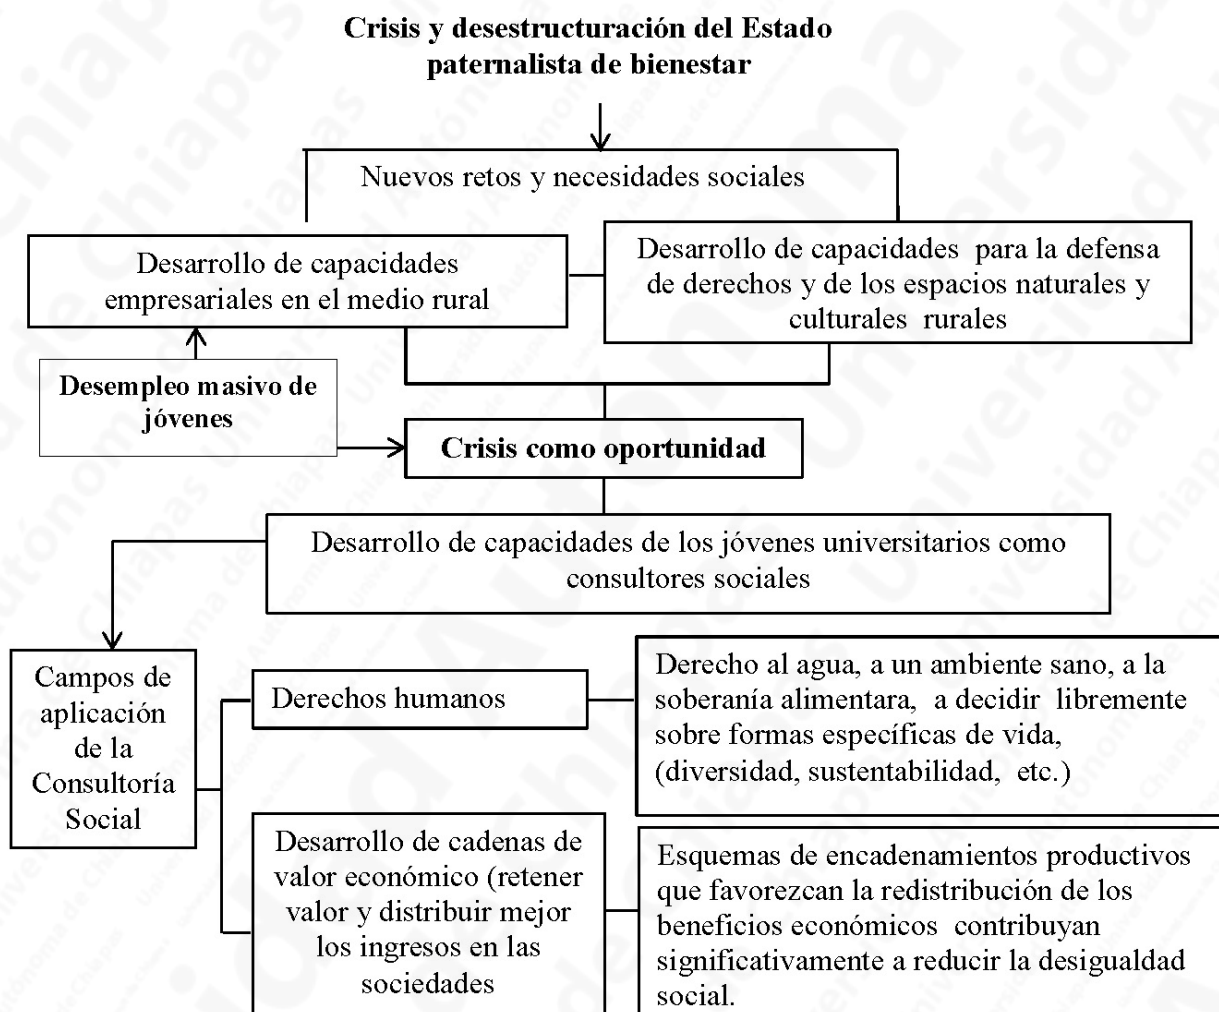 Crisis y desestructuración del Estado
paternalista de bienestar
Nuevos retos y necesidades sociales
Desarrollo de capacidades
empresariales en el medio rural
Desarrollo de capacidades para la defensa
de derechos y de los espacios naturales y
culturales rurales
Desempleo masivo de
jóvenes
Crisis como oportunidad
Desarrollo de capacidades de los jóvenes universitarios como
consultores sociales
Campos de
aplicación
de la
Consultoría
Social
Derechos humanos
Derecho al agua, a un ambiente sano, a la
soberanía alimentara, a decidir libremente
sobre formas específicas de vida,
(diversidad, sustentabilidad, etc.)
Desarrollo de cadenas de
valor económico (retener
valor y distribuir mejor
los ingresos en las
sociedades
Esquemas de encadenamientos productivos
que favorezcan la redistribución de los
beneficios económicos contribuyan
significativamente a reducir la desigualdad
social.
Universidad Autónoma de Chiapas